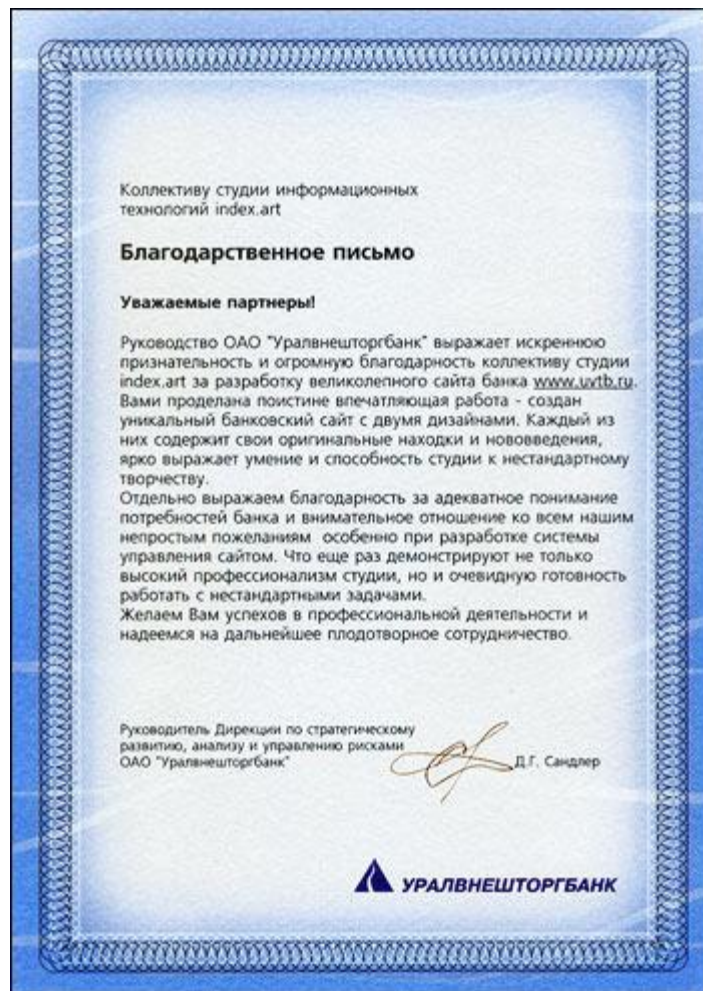 Коллективу студии информационных
технологий index.art
Благодарственное письмо
Уважаемые партнеры!
Руководство ОАО "Уралвнешторгбанк" выражает искреннюю
признательность и огромную благодарность коллективу студии
index.art за разработку великолепного сайта банка www.uvtb.ru.
Вами проделана поистине впечатляющая работа - создан
уникальный банковский сайт с двумя дизайнами. Каждый из
них содержит свои оригинальные находки и нововведения,
ярко выражает умение и способность студии к нестандартному
творчеству.
Отдельно выражаем благодарность за адекватное понимание
потребностей банка и внимательное отношение ко всем нашим
непростым пожеланиям  особенно при разработке системы
управления сайтом. Что еще раз демонстрируют не только
высокий профессионализм студии, но и очевидную готовность
работать с нестандартными задачами.
Желаем Вам успехов в профессиональной деятельности и
надеемся на дальнейшее плодотворное сотрудничество.
Руководитель Дирекции по стратегическому
развитию, анализу и управлению рисками
ОАО "Уралвнешторгбанк"
Д.Г. Сандлер
УРАЛВНЕШТОРГБАНК